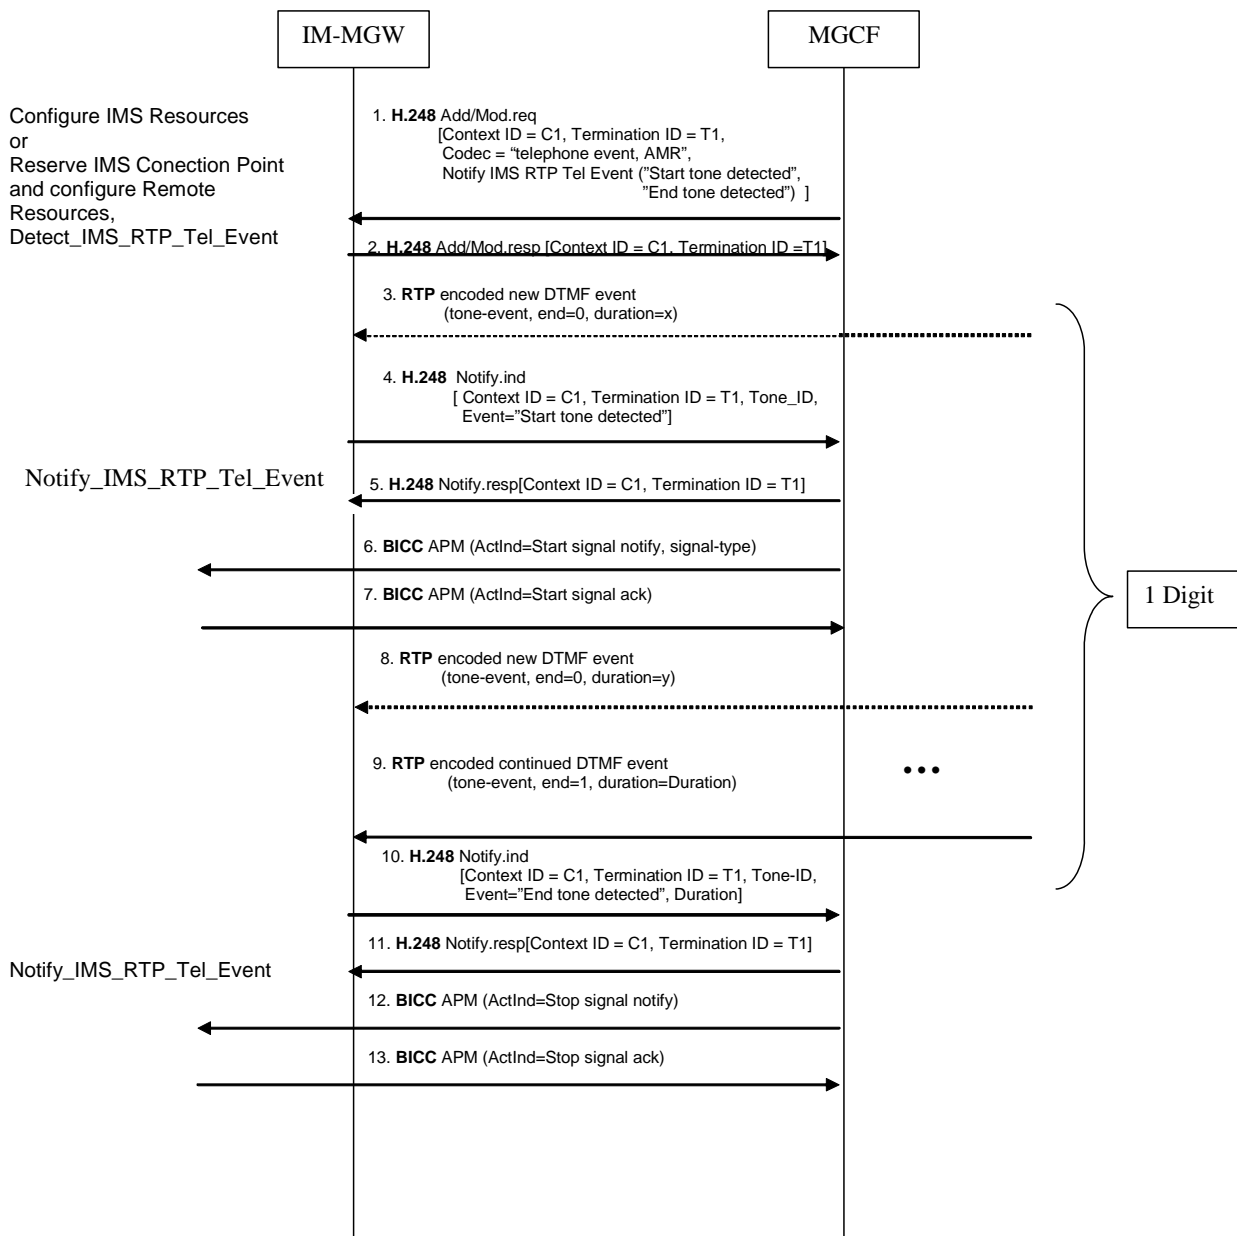 IM-MGW
MGCF
Configure IMS Resources
or
Reserve IMS Conection Point
and configure Remote
Resources,
Detect_IMS_RTP_Tel_Event
1. H.248 Add/Mod.req
[Context ID = C1, Termination ID = T1,
Codec = “telephone event, AMR”,
Notify IMS RTP Tel Event (”Start tone detected”,
”End tone detected”) ]
2. H.248 Add/Mod.resp [Context ID = C1, Termination ID =T1]
3. RTP encoded new DTMF event
(tone-event, end=0, duration=x)
4. H.248 Notify.ind
[ Context ID = C1, Termination ID = T1, Tone_ID,
Event=”Start tone detected”]
Notify_IMS_RTP_Tel_Event
5. H.248 Notify.resp[Context ID = C1, Termination ID = T1]
6. BICC APM (ActInd=Start signal notify, signal-type)
7. BICC APM (ActInd=Start signal ack)
1 Digit
8. RTP encoded new DTMF event
(tone-event, end=0, duration=y)
9. RTP encoded continued DTMF event
(tone-event, end=1, duration=Duration)
...
10. H.248 Notify.ind
[Context ID = C1, Termination ID = T1, Tone-ID,
Event=”End tone detected”, Duration]
11. H.248 Notify.resp[Context ID = C1, Termination ID = T1]
Notify_IMS_RTP_Tel_Event
12. BICC APM (ActInd=Stop signal notify)
13. BICC APM (ActInd=Stop signal ack)